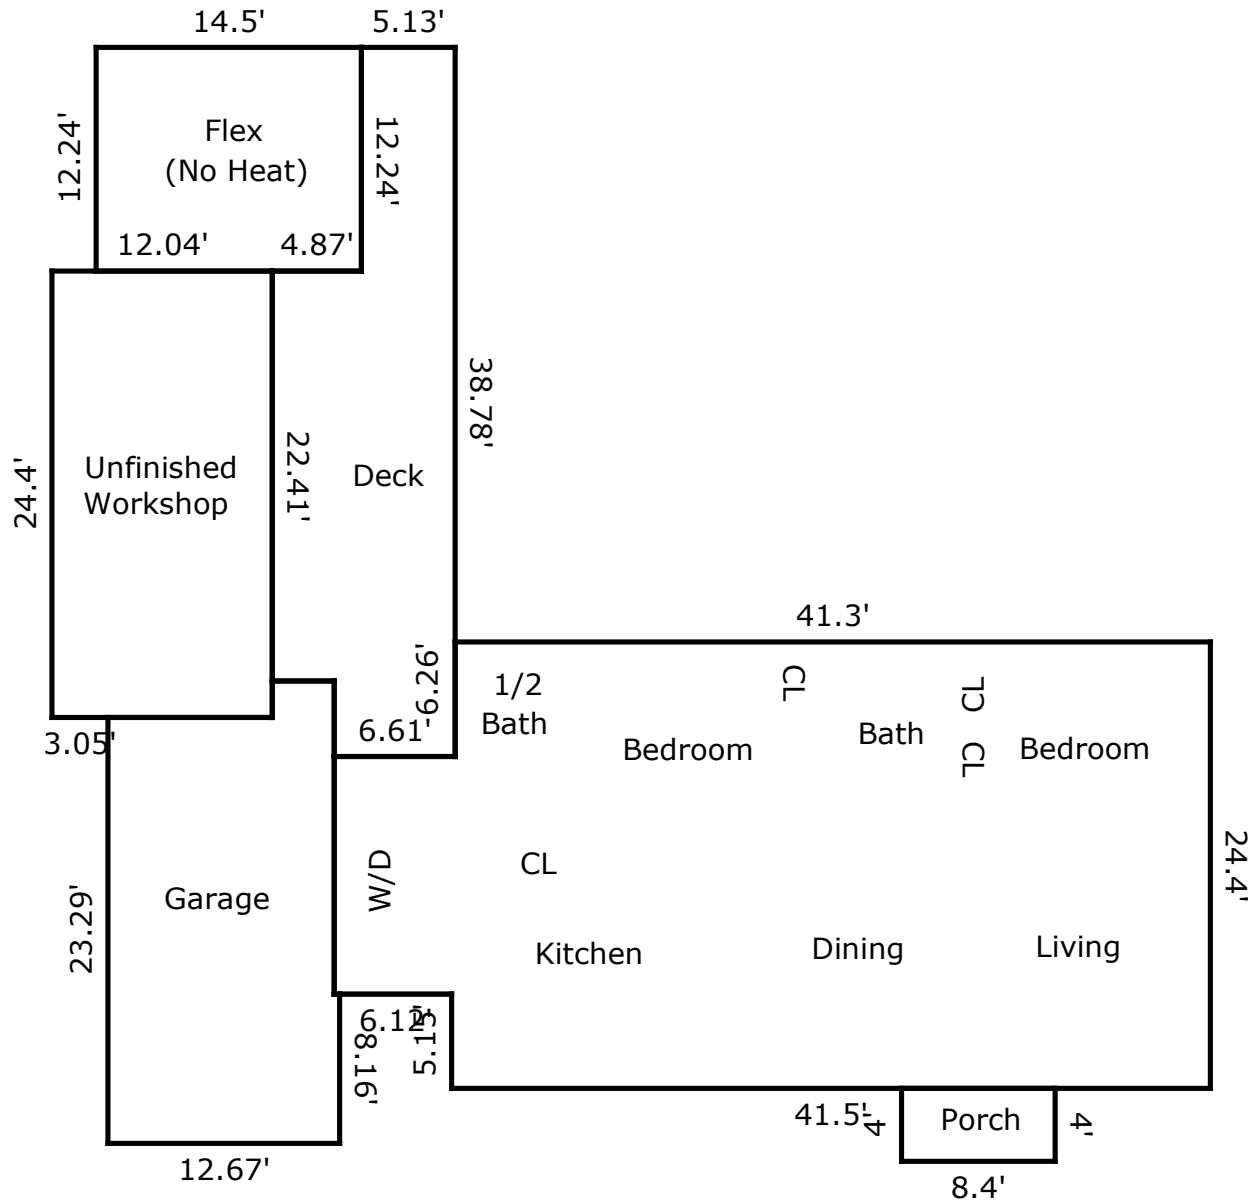 14.5'
5.13'
12.24'
Flex
(No Heat)
12.24'
12.04'
4.87'
38.78'
24.4'
Unfinished
Workshop
22.41'
Deck
41.3'
6.26'
1/2
Bath
CL
CL
Bath
Bedroom
CL
Bedroom
3.05'
6.61'
W/D
CL
24.4'
23.29'
Garage
Kitchen
Dining
Living
6.12'
5.15'
8.16'
41.5'
4'
Porch
4'
12.67'
8.4'